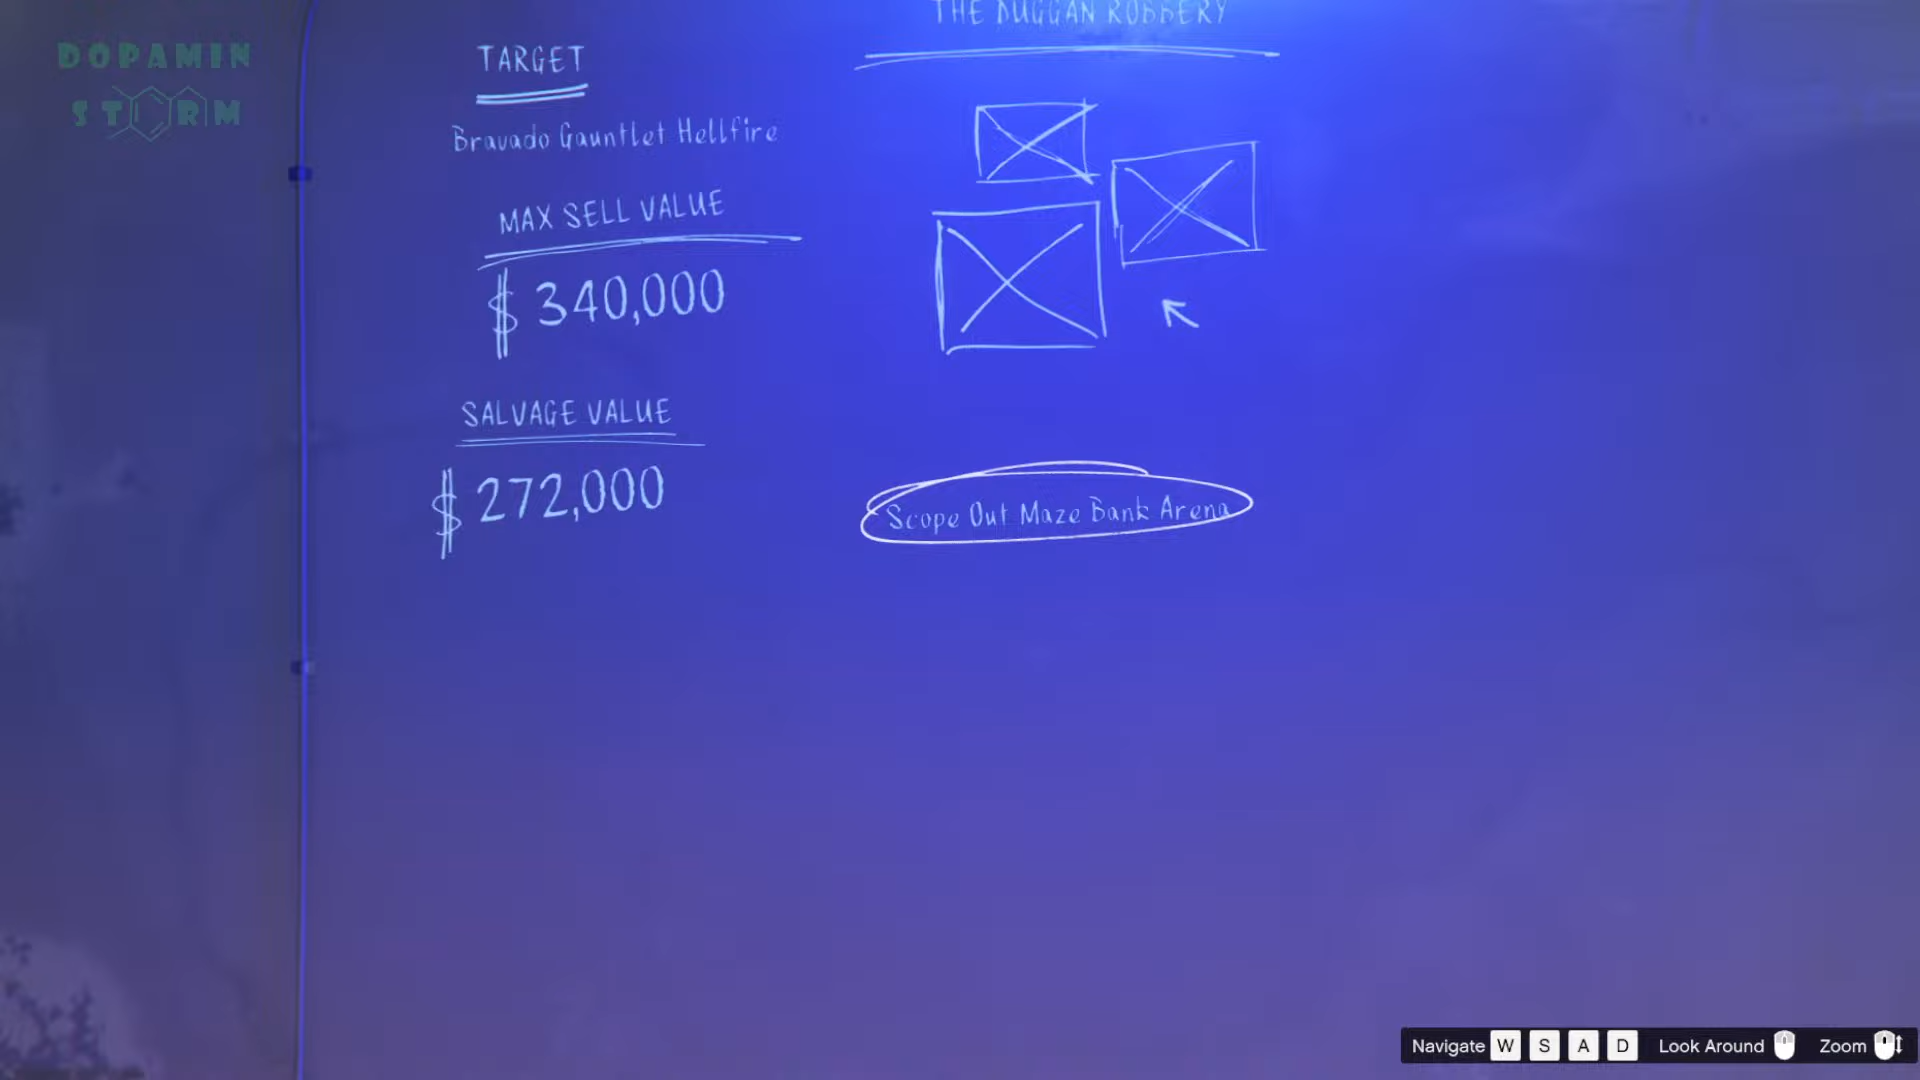 DOPAMIN
STORM
THE DUGGAN ROBBERY
TARGET
Bravado Gauntlet Hellfire
MAX SELL VALUE
$ 340,000
SALVAGE VALUE
$ 272,000
Scope Out Maze Bank Arena
Navigate W S A D Look Around Zoom